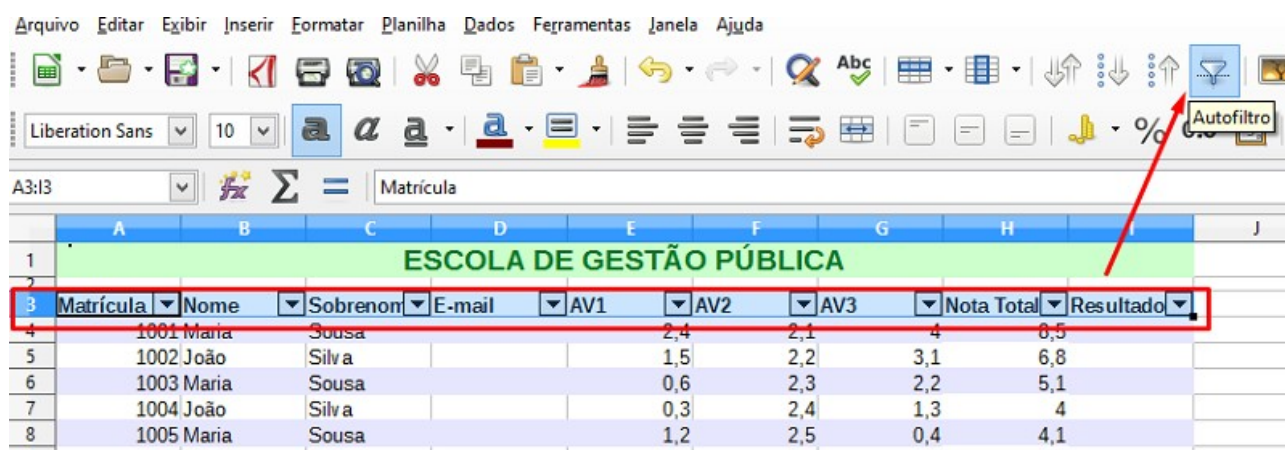 Arquivo Editar Exibir Inserir Formatar Planilha Dados Ferramentas Janela Ajuda
Abc
Liberation Sans 10 a a a a % 0.0
Autofiltro
A3:I3 fx Σ = Matrícula
A B C D E F G H I J
1 ESCOLA DE GESTÃO PÚBLICA
2
3 Matrícula Nome Sobrenom E-mail AV1 AV2 AV3 Nota Total Resultado
4 1001 Maria Sousa 2,4 2,1 4 8,5
5 1002 João Silva 1,5 2,2 3,1 6,8
6 1003 Maria Sousa 0,6 2,3 2,2 5,1
7 1004 João Silva 0,3 2,4 1,3 4
8 1005 Maria Sousa 1,2 2,5 0,4 4,1